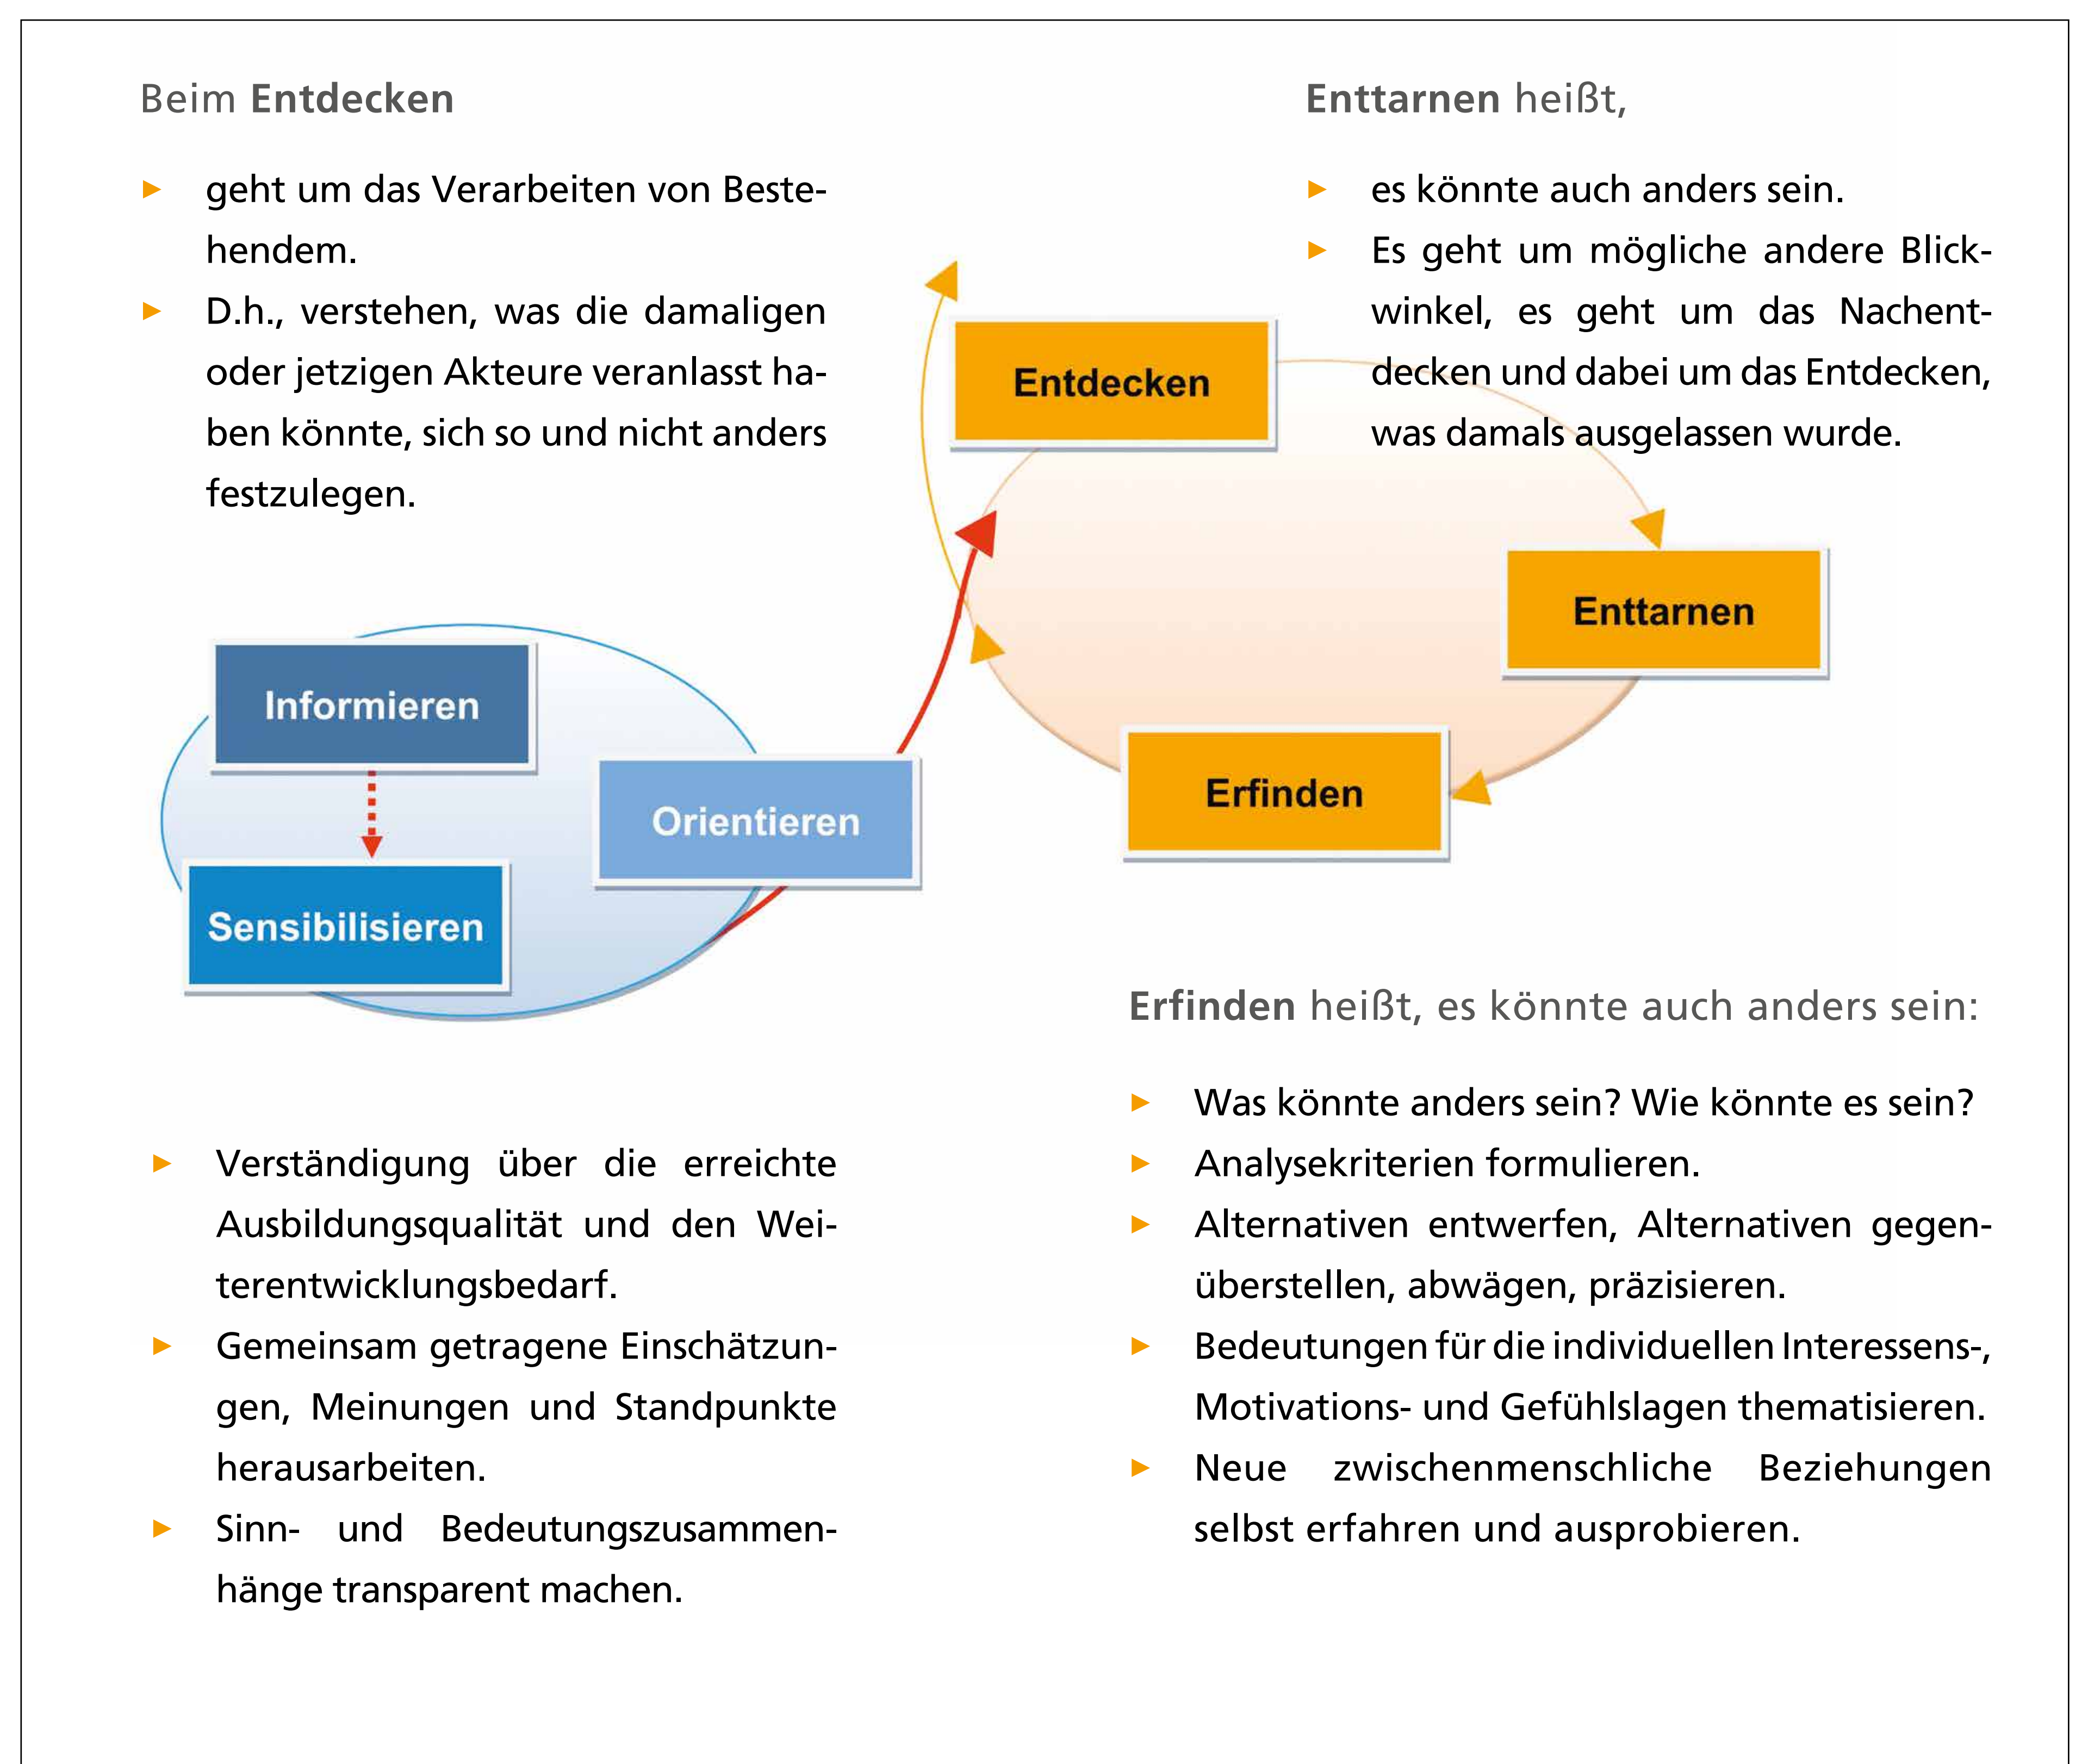 Beim Entdecken
geht um das Verarbeiten von Beste-
hendem.
D.h., verstehen, was die damaligen
oder jetzigen Akteure veranlasst ha-
ben könnte, sich so und nicht anders
festzulegen.
Enttarnen heißt,
es könnte auch anders sein.
Es geht um mögliche andere Blick-
winkel, es geht um das Nachent-
decken und dabei um das Entdecken,
was damals ausgelassen wurde.
Entdecken
Enttarnen
Erfinden
Informieren
Orientieren
Sensibilisieren
Verständigung über die erreichte
Ausbildungsqualität und den Wei-
terentwicklungsbedarf.
Gemeinsam getragene Einschätzun-
gen, Meinungen und Standpunkte
herausarbeiten.
Sinn- und Bedeutungszusammen-
hänge transparent machen.
Erfinden heißt, es könnte auch anders sein:
Was könnte anders sein? Wie könnte es sein?
Analysekriterien formulieren.
Alternativen entwerfen, Alternativen gegen-
überstellen, abwägen, präzisieren.
Bedeutungen für die individuellen Interessens-,
Motivations- und Gefühlslagen thematisieren.
Neue zwischenmenschliche Beziehungen
selbst erfahren und ausprobieren.